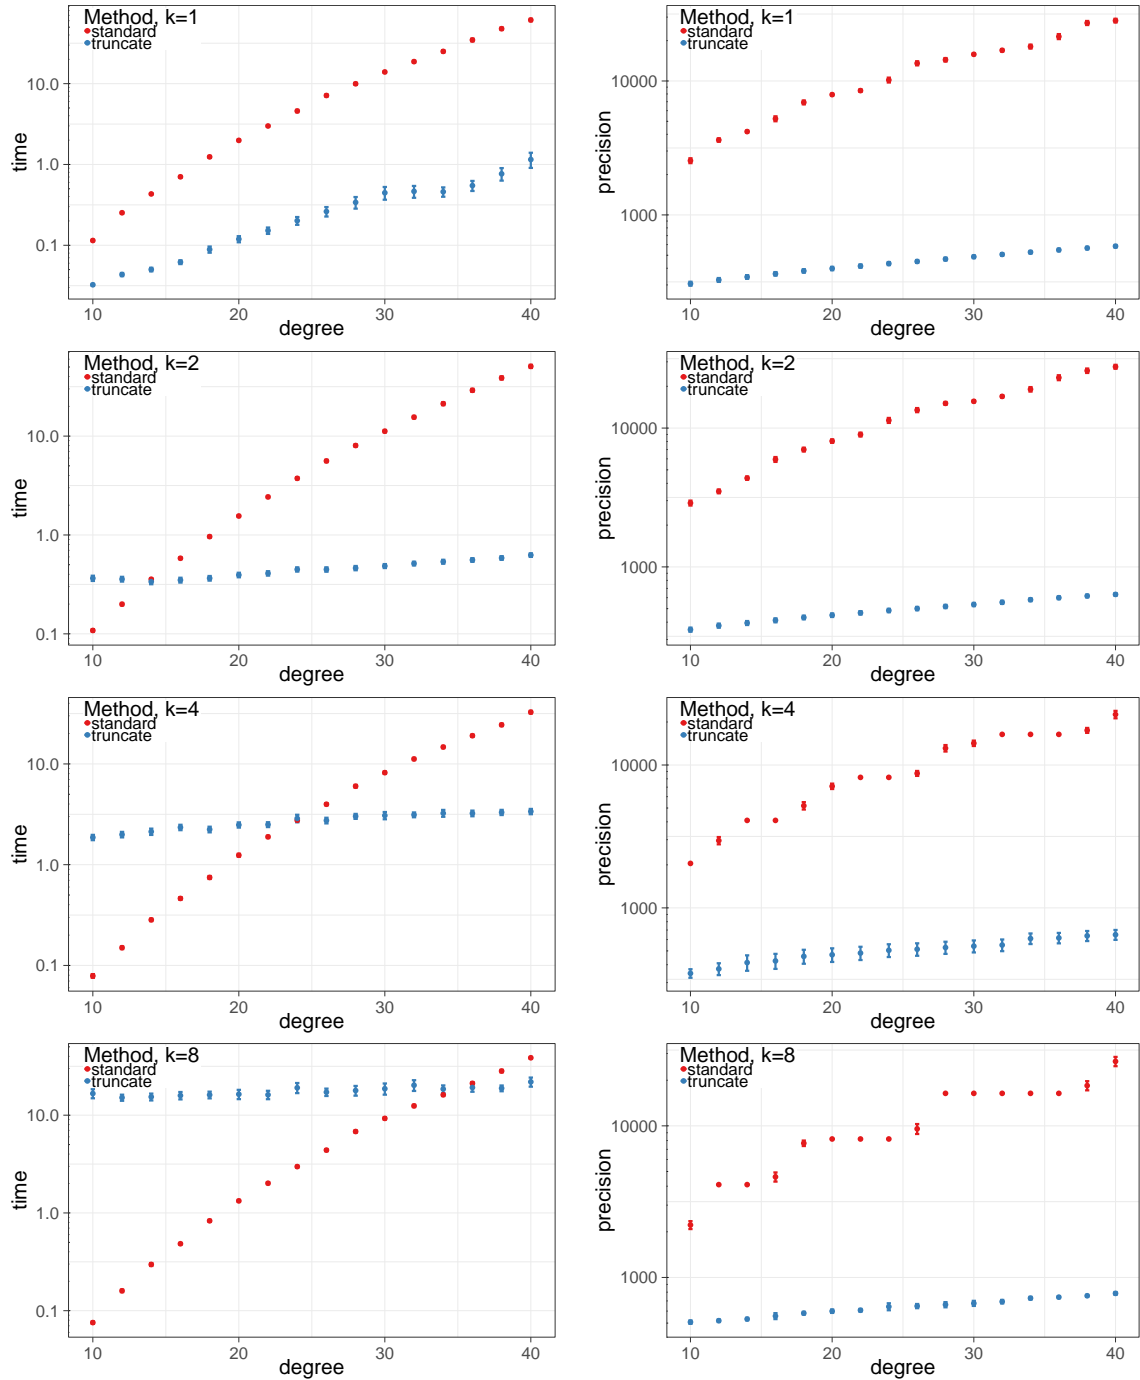 Method, k=1
standard
truncate
10.0
1.0
0.1
time
10 20 30 40
degree
Method, k=1
standard
truncate
10000
1000
precision
10 20 30 40
degree
Method, k=2
standard
truncate
10.0
1.0
0.1
time
10 20 30 40
degree
Method, k=2
standard
truncate
10000
1000
precision
10 20 30 40
degree
Method, k=4
standard
truncate
10.0
1.0
0.1
time
10 20 30 40
degree
Method, k=4
standard
truncate
10000
1000
precision
10 20 30 40
degree
Method, k=8
standard
truncate
10.0
1.0
0.1
time
10 20 30 40
degree
Method, k=8
standard
truncate
10000
1000
precision
10 20 30 40
degree